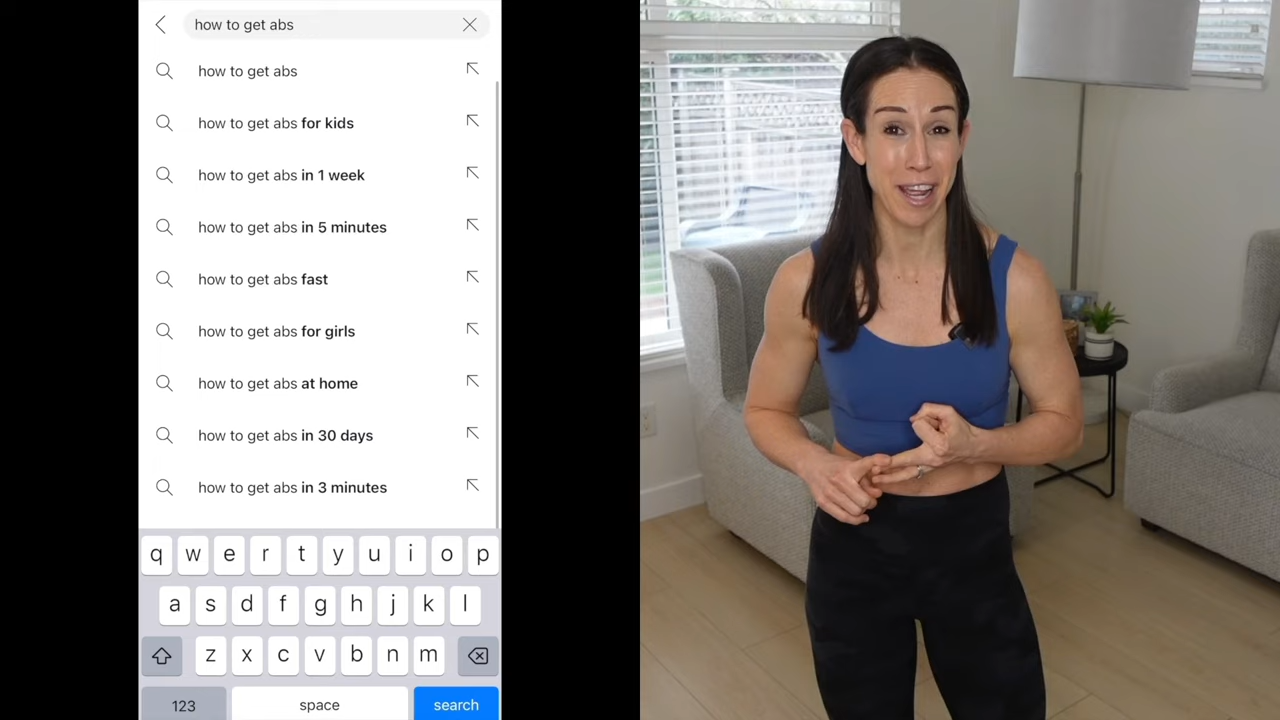 how to get abs
how to get abs
how to get abs for kids
how to get abs in 1 week
how to get abs in 5 minutes
how to get abs fast
how to get abs for girls
how to get abs at home
how to get abs in 30 days
how to get abs in 3 minutes
q w e r t y u i o p
a s d f g h j k l
z x c v b n m
123 space search